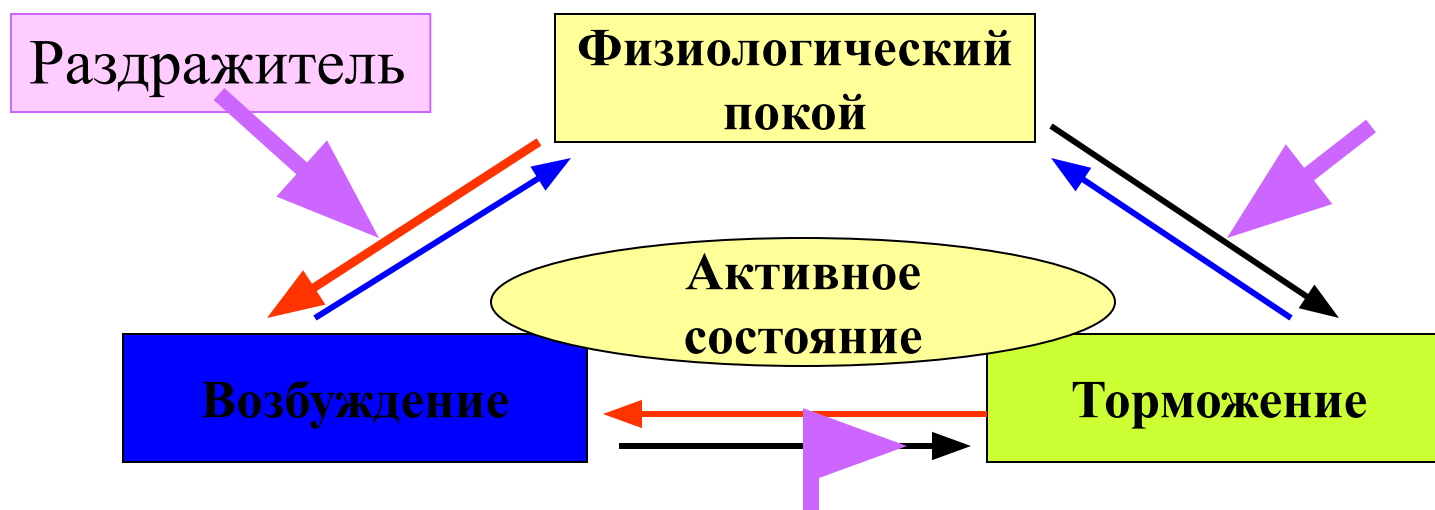 Раздражитель
Физиологический
покой
Активное
состояние
Возбуждение
Торможение